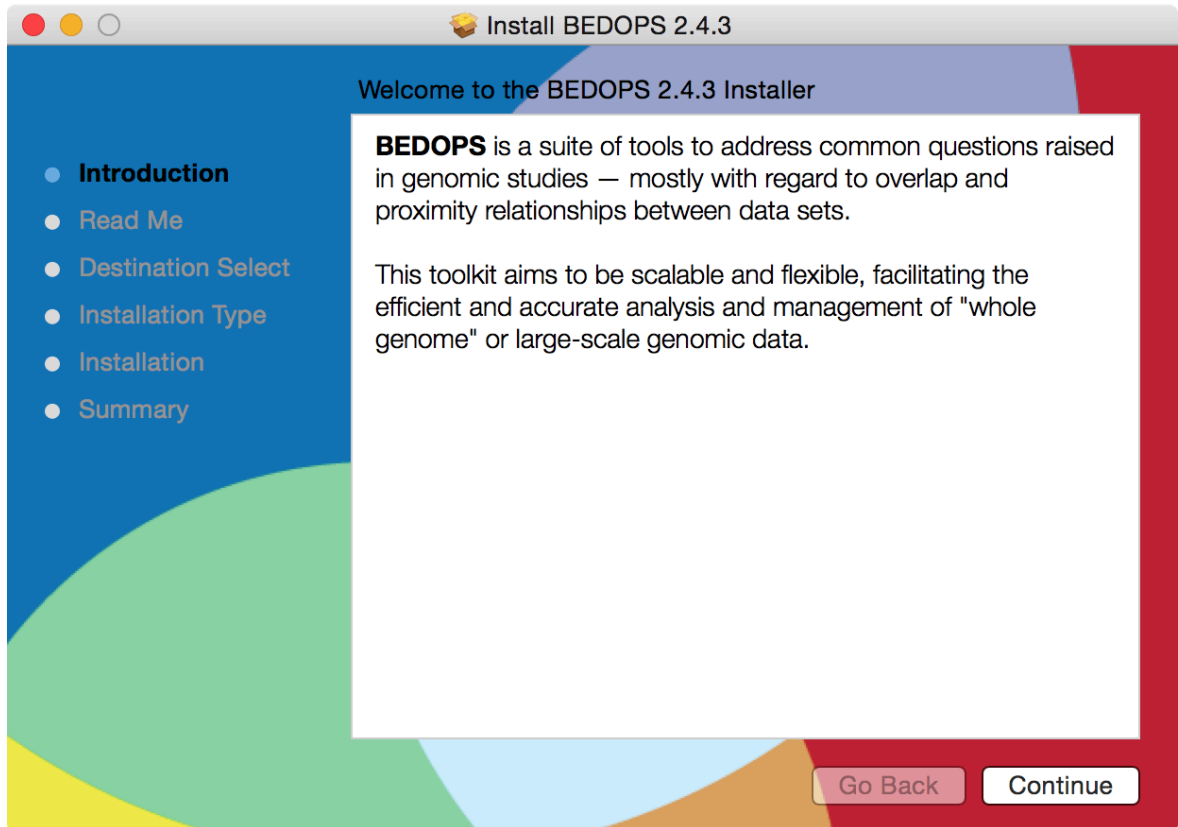 Install BEDOPS 2.4.3
Welcome to the BEDOPS 2.4.3 Installer
Introduction
Read Me
Destination Select
Installation Type
Installation
Summary
BEDOPS is a suite of tools to address common questions raised
in genomic studies — mostly with regard to overlap and
proximity relationships between data sets.
This toolkit aims to be scalable and flexible, facilitating the
efficient and accurate analysis and management of "whole
genome" or large-scale genomic data.
Go Back
Continue